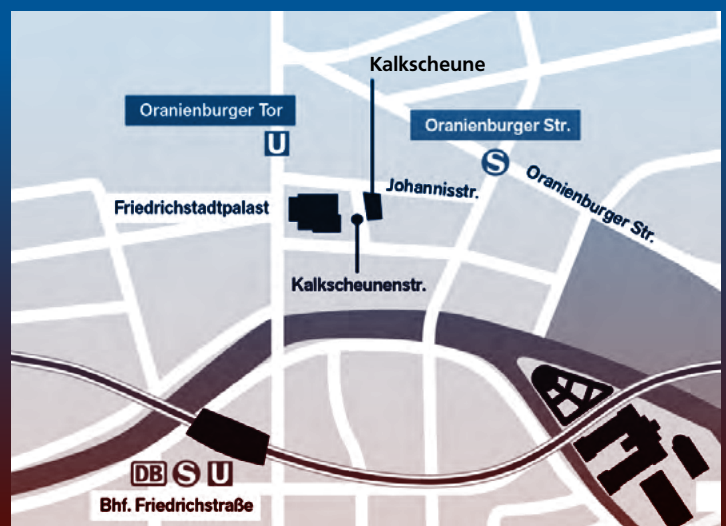 Kalkscheune
Oranienburger Tor
U
Oranienburger Str.
S
Johannisstr.
Oranienburger Str.
Friedrichstadtpalast
Kalkscheunenstr.
DB S U
Bhf. Friedrichstraße